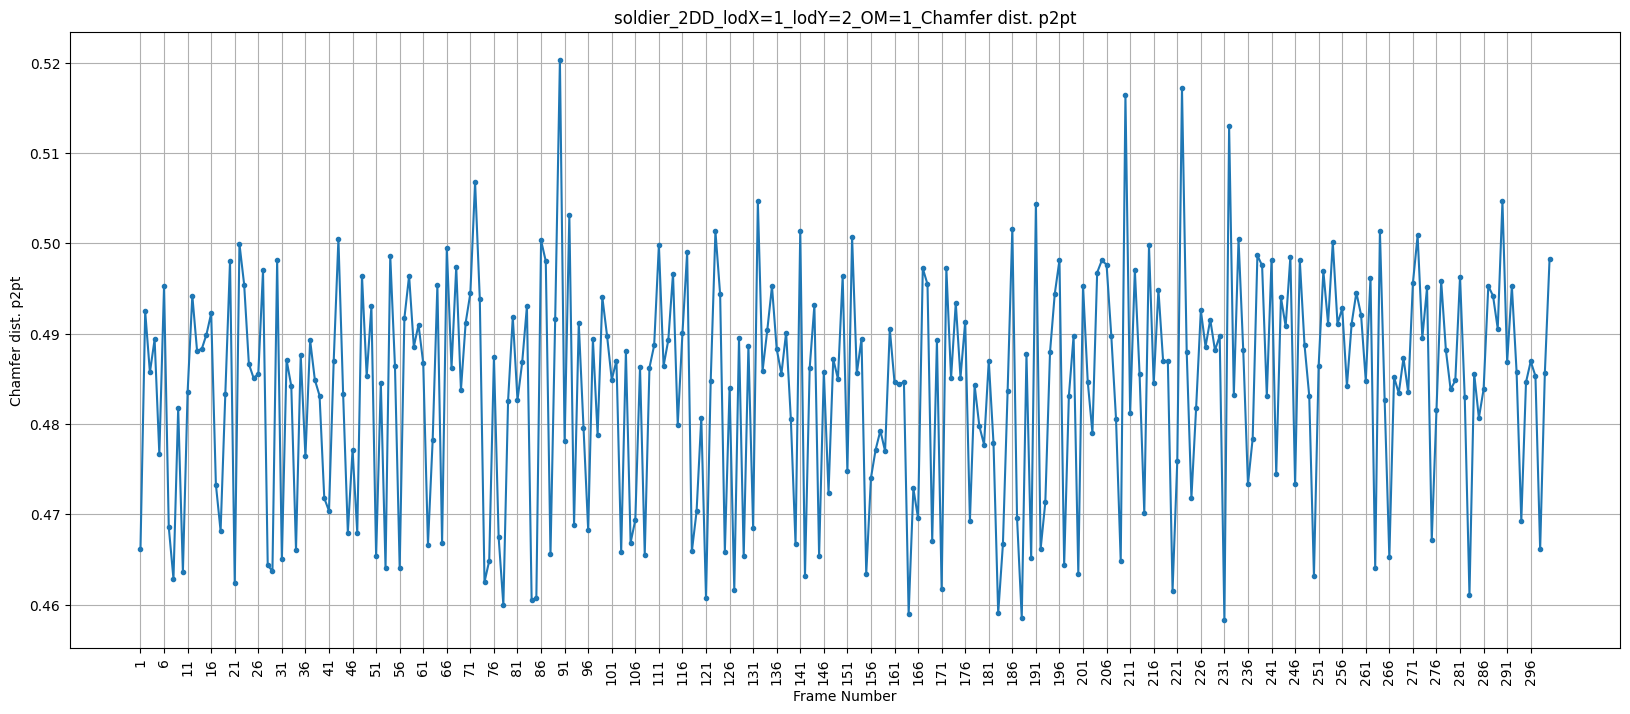 soldier_2DD_lodX=1_lodY=2_OM=1_Chamfer dist. p2pt
Chamfer dist. p2pt
0.52
0.51
0.50
0.49
0.48
0.47
0.46
1 6 11 16 21 26 31 36 41 46 51 56 61 66 71 76 81 86 91 96 101 106 111 116 121 126 131 136 141 146 151 156 161 166 171 176 181 186 191 196 201 206 211 216 221 226 231 236 241 246 251 256 261 266 271 276 281 286 291 296
Frame Number